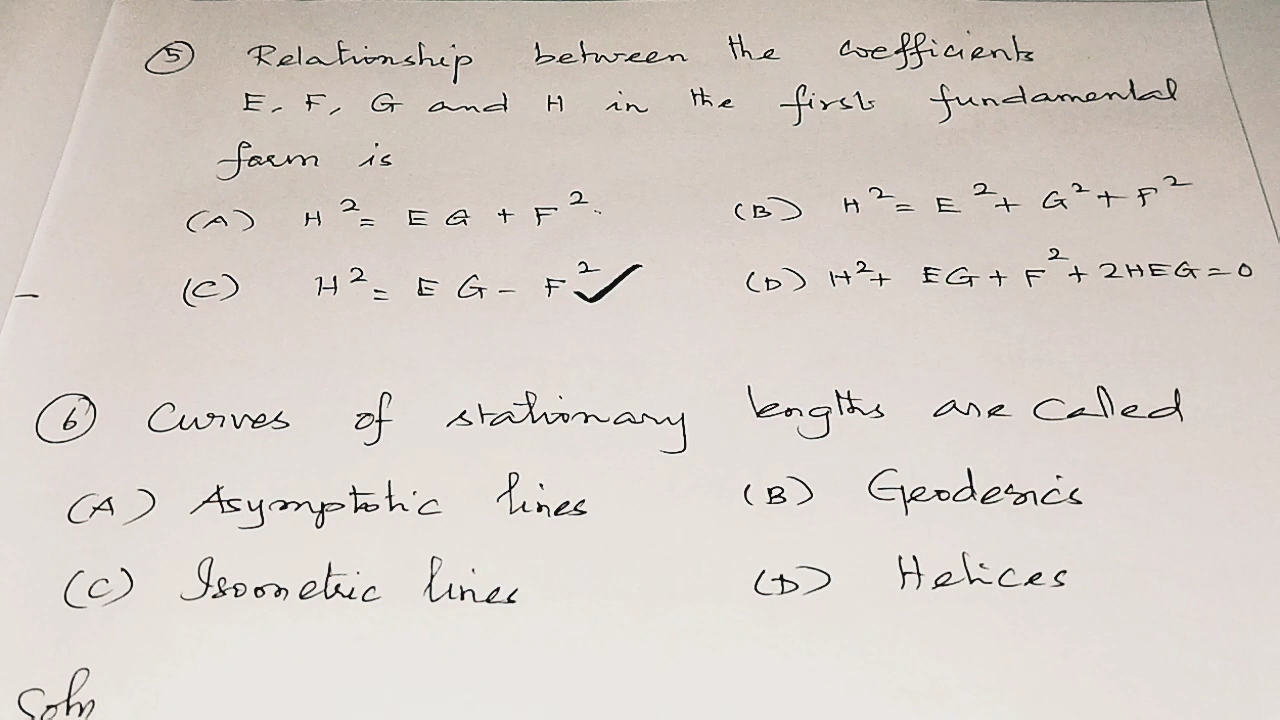 ⑤ Relationship between the coefficients
E, F, G and H in the first fundamental
form is
(A) H² = EG + F².
(B) H² = E² + G² + F²
(C) H² = EG - F² ✓
(D) H² + EG + F² + 2HEG = 0
⑥ Curves of stationary lengths are called
(A) Asymptotic lines
(B) Geodesics
(C) Isometric lines
(D) Helices
Soln